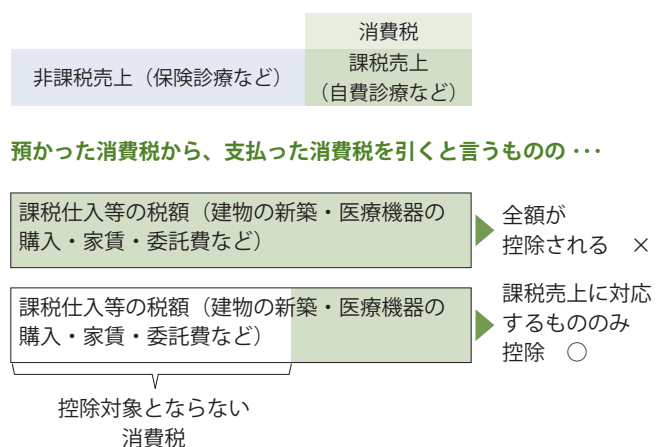 消費税
非課税売上（保険診療など）
課税売上
（自費診療など）
預かった消費税から、支払った消費税を引くと言うものの･･･
課税仕入等の税額（建物の新築・医療機器の
購入・家賃・委託費など）
全額が
控除される　×
課税仕入等の税額（建物の新築・医療機器の
購入・家賃・委託費など）
課税売上に対応
するもののみ
控除　○
控除対象とならない
消費税